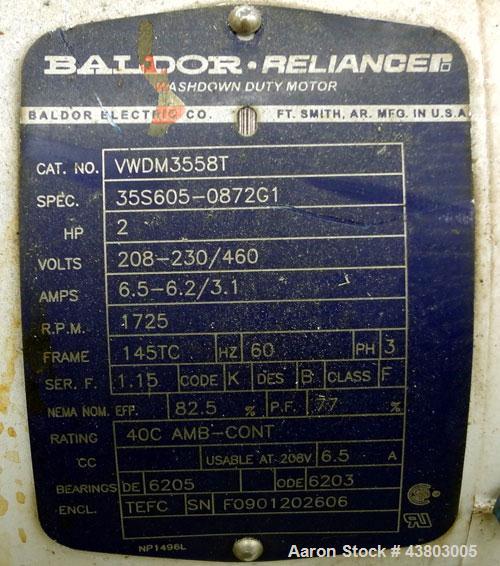 BALDOR • RELIANCE
WASHDOWN DUTY MOTOR
BALDOR ELECTRIC CO. FT. SMITH, AR. MFG. IN U.S.A.
CAT. NO. VWDM3558T
SPEC. 35S605-0872G1
HP 2
VOLTS 208-230/460
AMPS 6.5-6.2/3.1
R.P.M. 1725
FRAME 145TC HZ 60 PH 3
SER. F. 1.15 CODE K DES B CLASS F
NEMA NOM. EFF. 82.5 % P.F. 77 %
RATING 40C AMB-CONT
CC USABLE AT 208V 6.5 A
BEARINGS DE 6205 ODE 6203
ENCL. TEFC SN F0901202606
NP1496L
Aaron Stock # 43803005